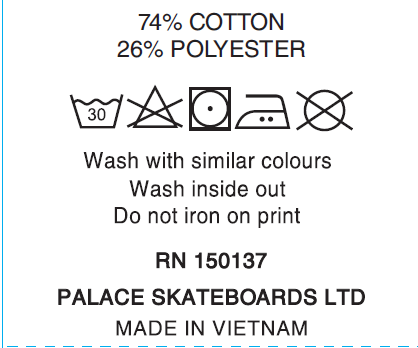 74% COTTON
26% POLYESTER
30
Wash with similar colours
Wash inside out
Do not iron on print
RN 150137
PALACE SKATEBOARDS LTD
MADE IN VIETNAM